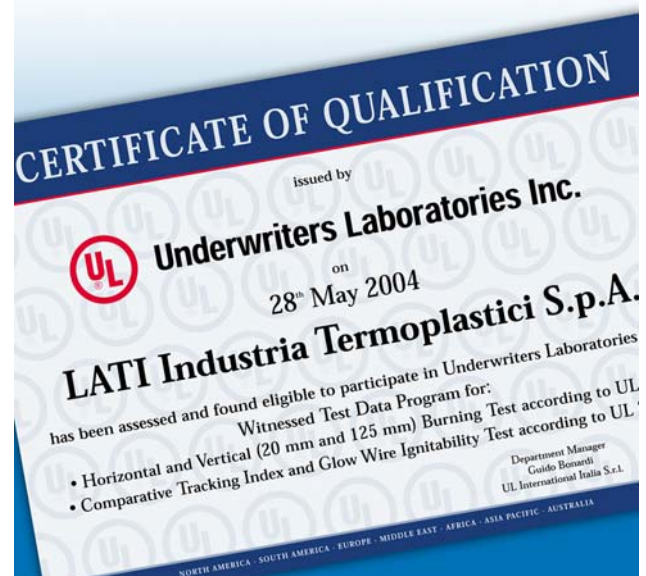 CERTIFICATE OF QUALIFICATION
issued by
UL Underwriters Laboratories Inc.
on
28th May 2004
LATI Industria Termoplastici S.p.A.
has been assessed and found eligible to participate in Underwriters Laboratories
Witnessed Test Data Program for:
• Horizontal and Vertical (20 mm and 125 mm) Burning Test according to UL
• Comparative Tracking Index and Glow Wire Ignitability Test according to UL
Department Manager
Guido Bonardi
UL International Italia S.r.l.
NORTH AMERICA - SOUTH AMERICA - EUROPE - MIDDLE EAST - AFRICA - ASIA PACIFIC - AUSTRALIA